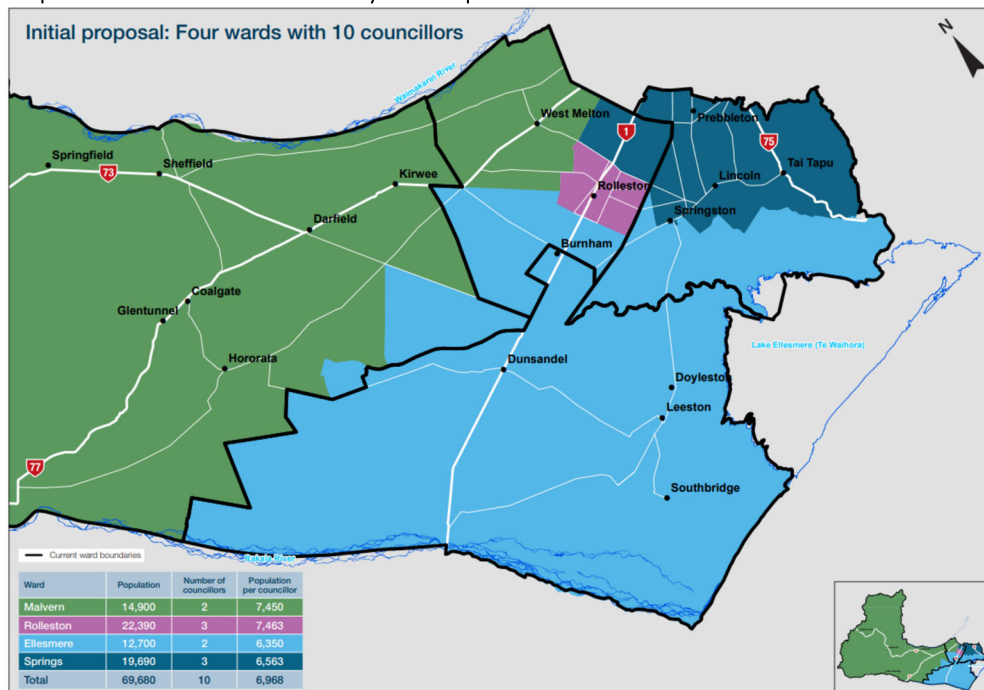 Initial proposal: Four wards with 10 councillors
N
Waimakariri River
West Melton
1
Prebbleton
75
Springfield
73
Sheffield
Tai Tapu
Kirwee
Rolleston
Lincoln
Darfield
Springston
Burnham
Coalgate
Glentunnel
Lake Ellesmere (Te Waihora)
Hororata
Dunsandel
Doyleston
Leeston
77
Southbridge
Current ward boundaries
Rakaia River
Ward Population Number of councillors Population per councillor
Malvern 14,900 2 7,450
Rolleston 22,390 3 7,463
Ellesmere 12,700 2 6,350
Springs 19,690 3 6,563
Total 69,680 10 6,968